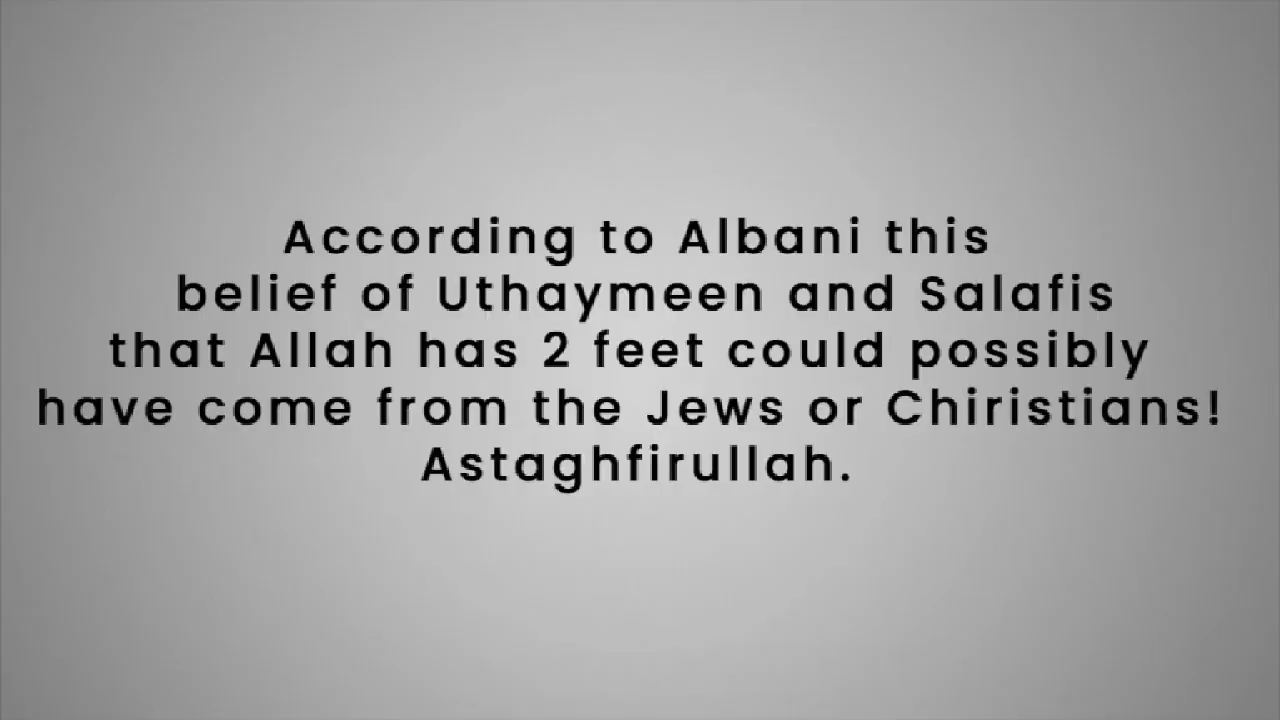 According to Albani this
belief of Uthaymeen and Salafis
that Allah has 2 feet could possibly
have come from the Jews or Chiristians!
Astaghfirullah.